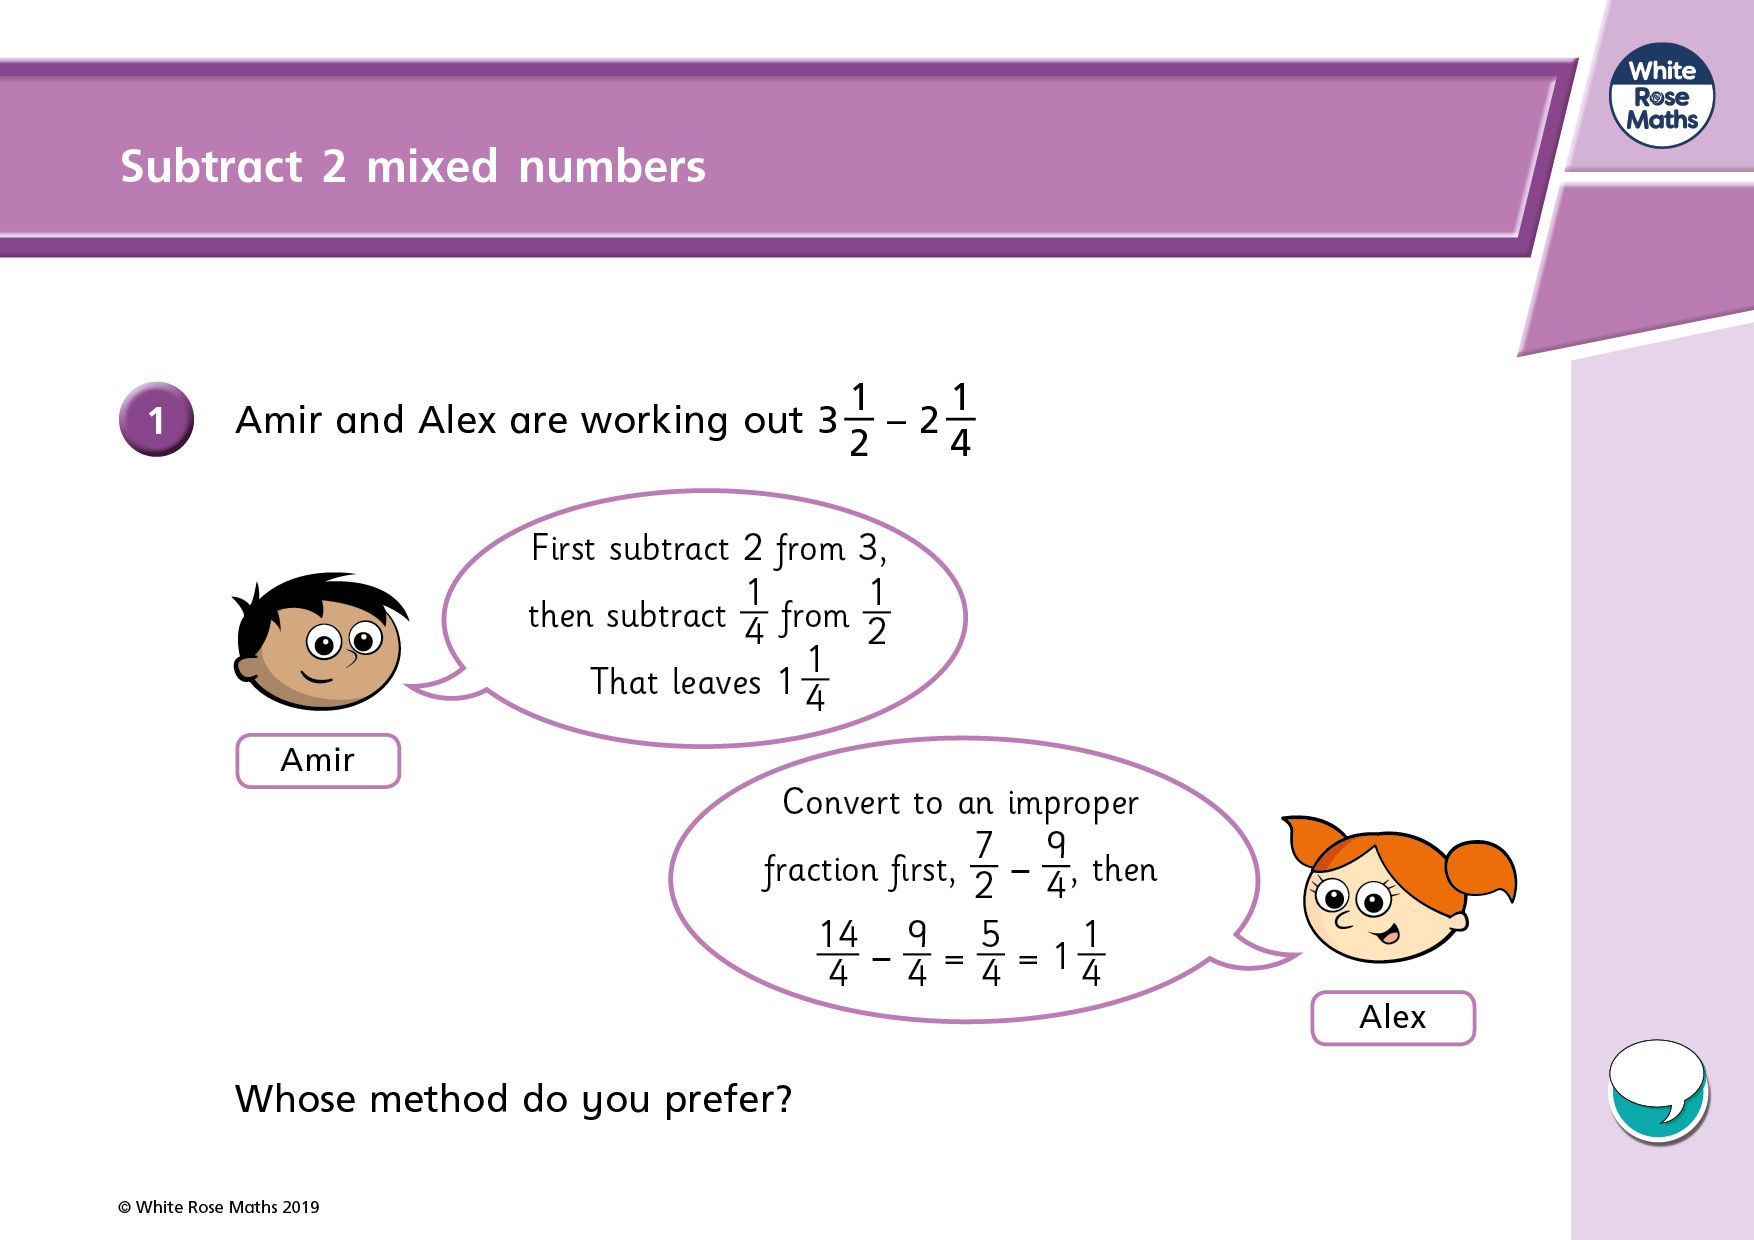 White
Rose
Maths
Subtract 2 mixed numbers
1 Amir and Alex are working out 3 1/2 – 2 1/4
First subtract 2 from 3,
then subtract 1/4 from 1/2
That leaves 1 1/4
Amir
Convert to an improper
fraction first, 7/2 – 9/4, then
14/4 – 9/4 = 5/4 = 1 1/4
Alex
Whose method do you prefer?
© White Rose Maths 2019